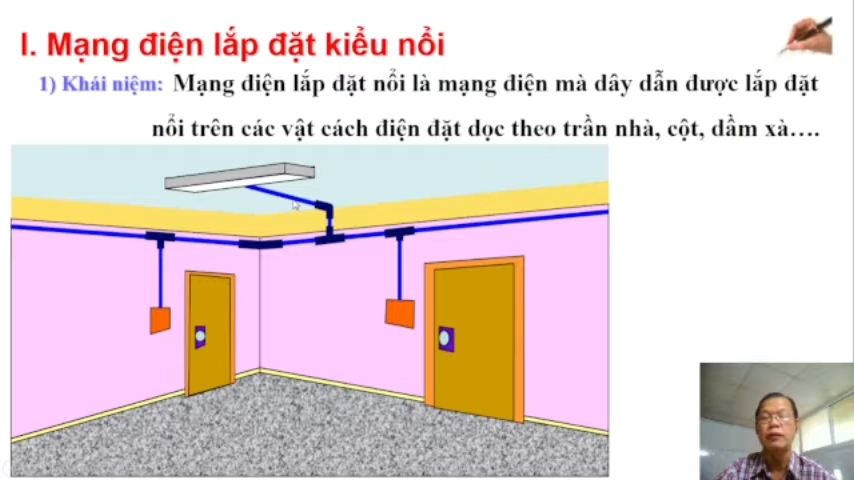 I. Mạng điện lắp đặt kiểu nổi
1) Khái niệm: Mạng điện lắp đặt nổi là mạng điện mà dây dẫn được lắp đặt
nổi trên các vật cách điện đặt dọc theo trần nhà, cột, dầm xà….